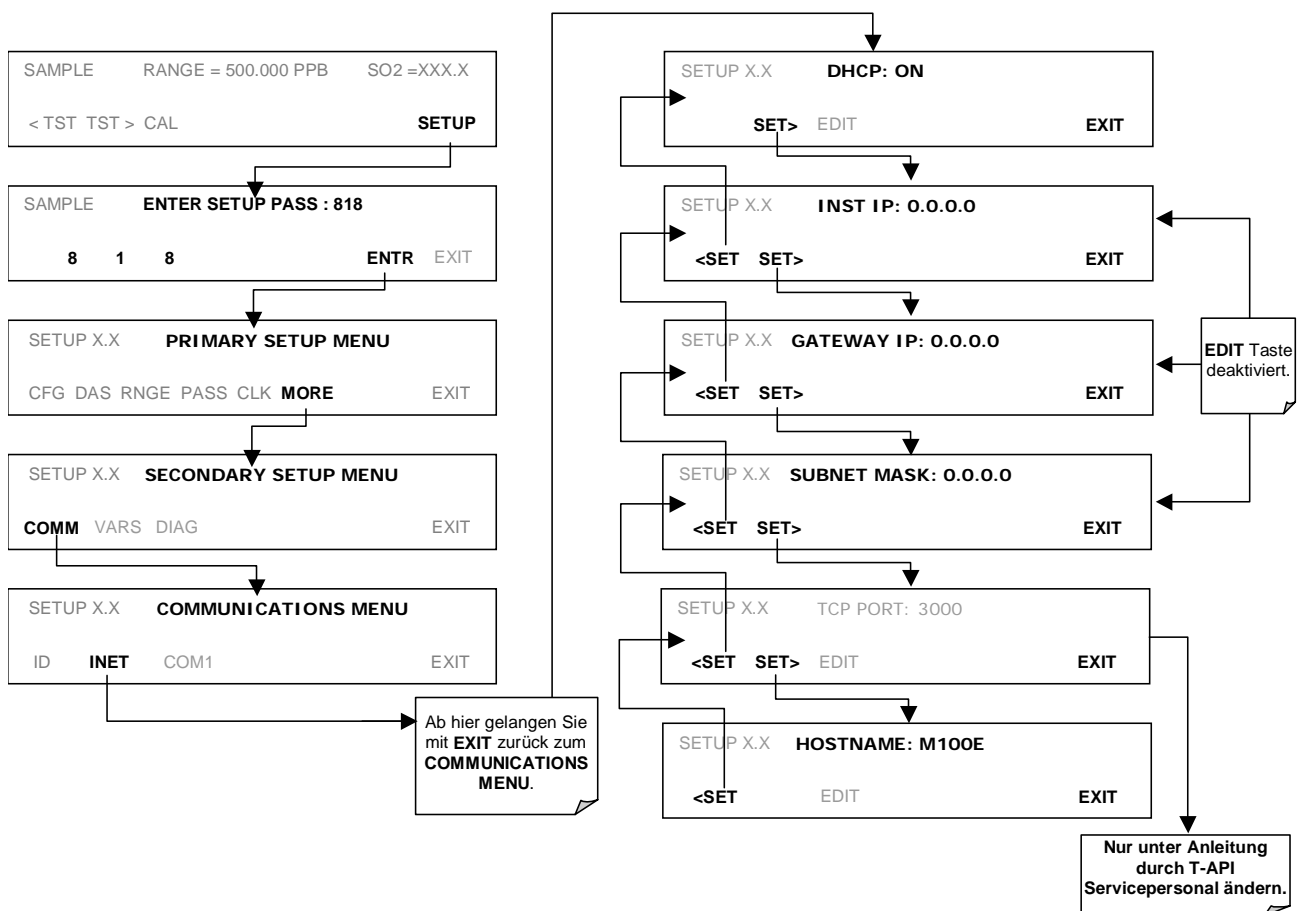 SAMPLE RANGE = 500.000 PPB SO2 =XXX.X
< TST TST > CAL SETUP
SAMPLE ENTER SETUP PASS : 818
8 1 8 ENTR EXIT
SETUP X.X PRIMARY SETUP MENU
CFG DAS RNGE PASS CLK MORE EXIT
SETUP X.X SECONDARY SETUP MENU
COMM VARS DIAG EXIT
SETUP X.X COMMUNICATIONS MENU
ID INET COM1 EXIT
Ab hier gelangen Sie
mit EXIT zurück zum
COMMUNICATIONS
MENU.
SETUP X.X DHCP: ON
SET> EDIT EXIT
SETUP X.X INST IP: 0.0.0.0
<SET SET> EXIT
SETUP X.X GATEWAY IP: 0.0.0.0
<SET SET> EXIT
SETUP X.X SUBNET MASK: 0.0.0.0
<SET SET> EXIT
SETUP X.X TCP PORT: 3000
<SET SET> EDIT EXIT
SETUP X.X HOSTNAME: M100E
<SET EDIT EXIT
EDIT Taste
deaktiviert.
Nur unter Anleitung
durch T-API
Servicepersonal ändern.